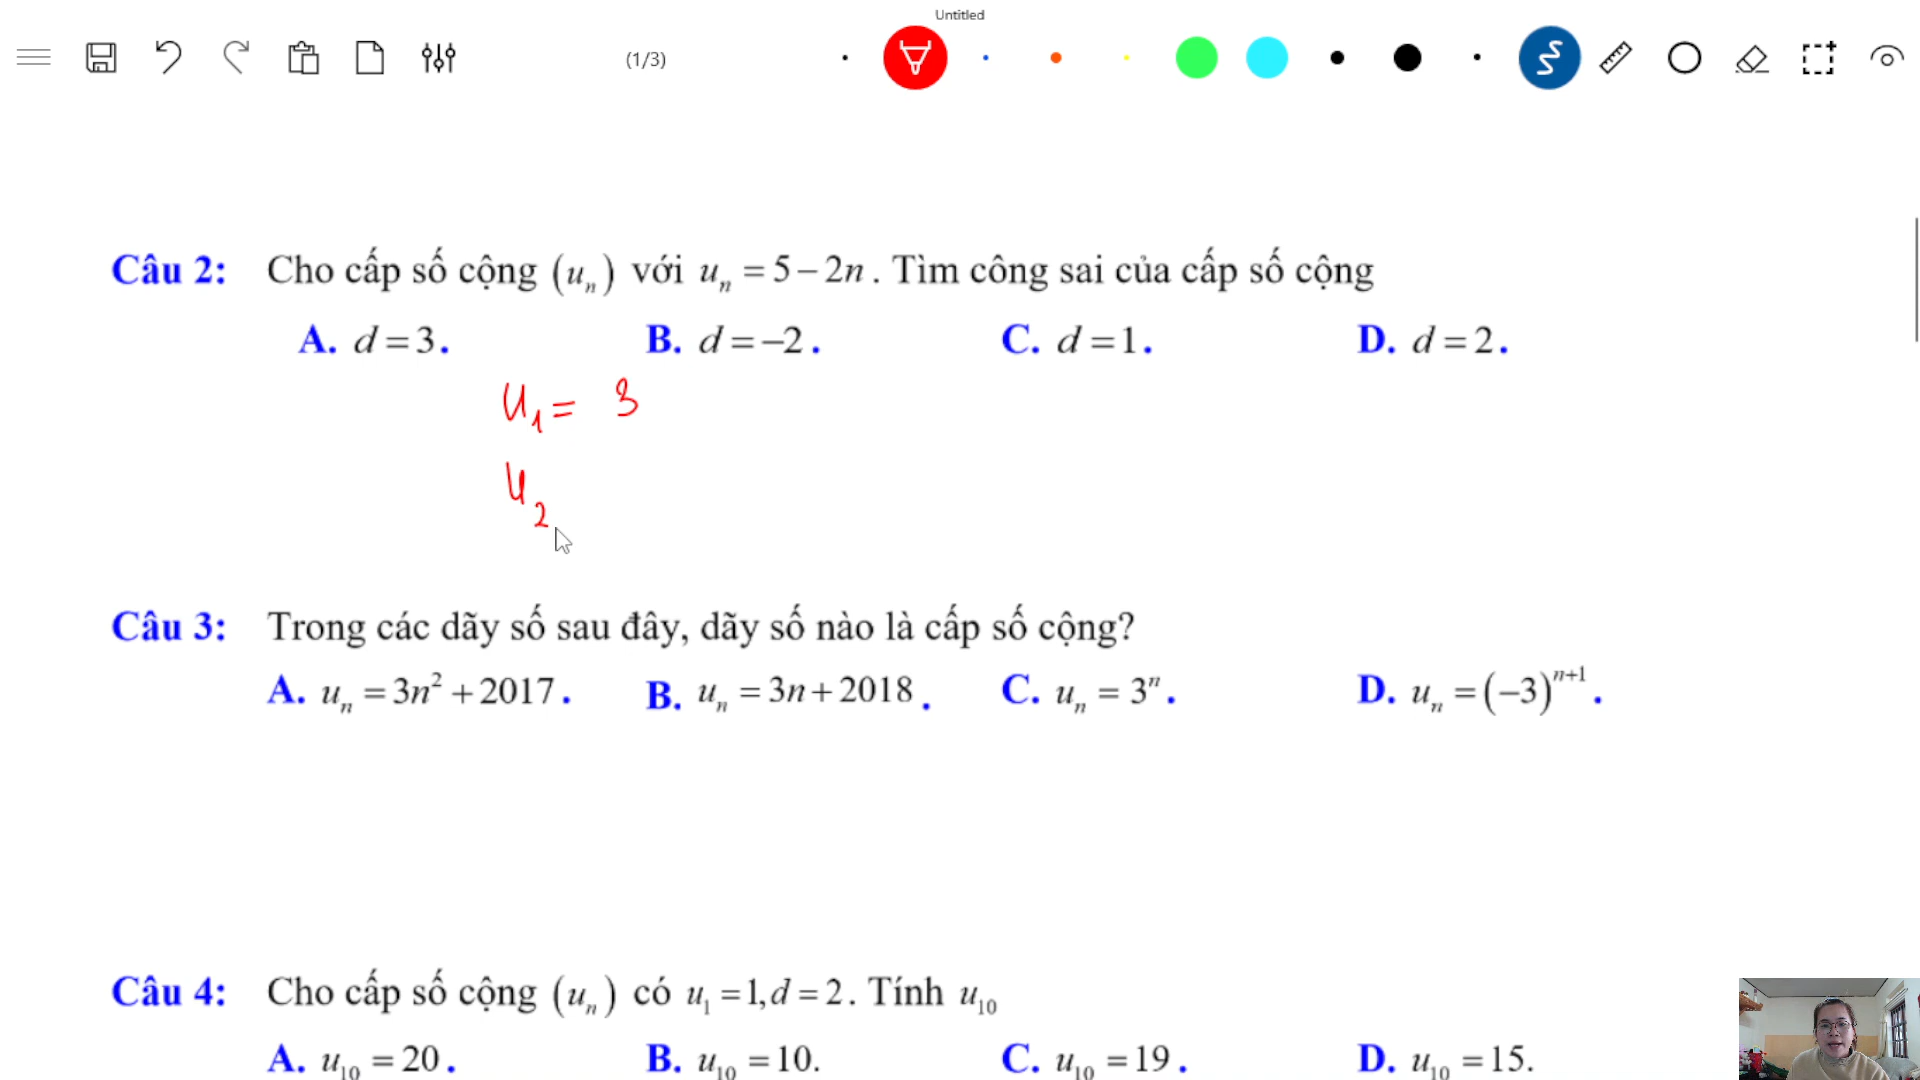 Untitled
(1/3)
Câu 2: Cho cấp số cộng (uₙ) với uₙ = 5 − 2n. Tìm công sai của cấp số cộng
A. d = 3. B. d = −2. C. d = 1. D. d = 2.
u₁ = 3
u₂
Câu 3: Trong các dãy số sau đây, dãy số nào là cấp số cộng?
A. uₙ = 3n² + 2017. B. uₙ = 3n + 2018. C. uₙ = 3ⁿ. D. uₙ = (−3)ⁿ⁺¹.
Câu 4: Cho cấp số cộng (uₙ) có u₁ = 1, d = 2. Tính u₁₀
A. u₁₀ = 20. B. u₁₀ = 10. C. u₁₀ = 19. D. u₁₀ = 15.